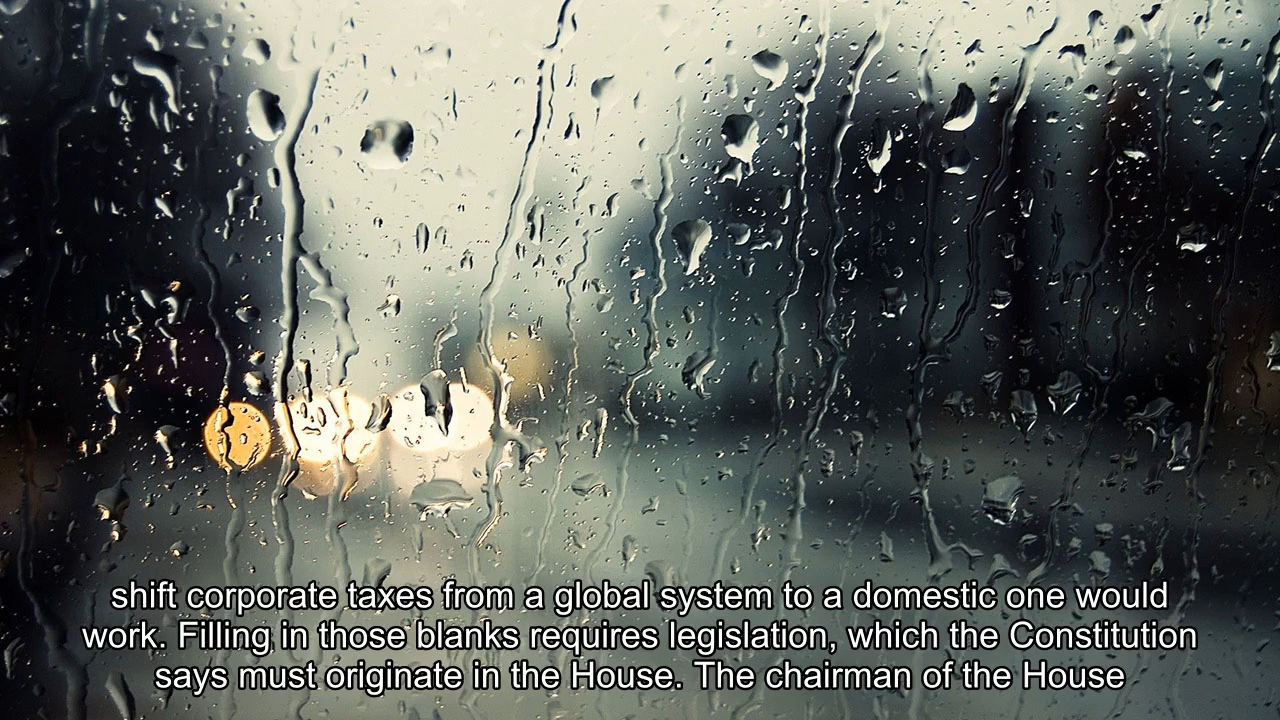 shift corporate taxes from a global system to a domestic one would
work. Filling in those blanks requires legislation, which the Constitution
says must originate in the House. The chairman of the House